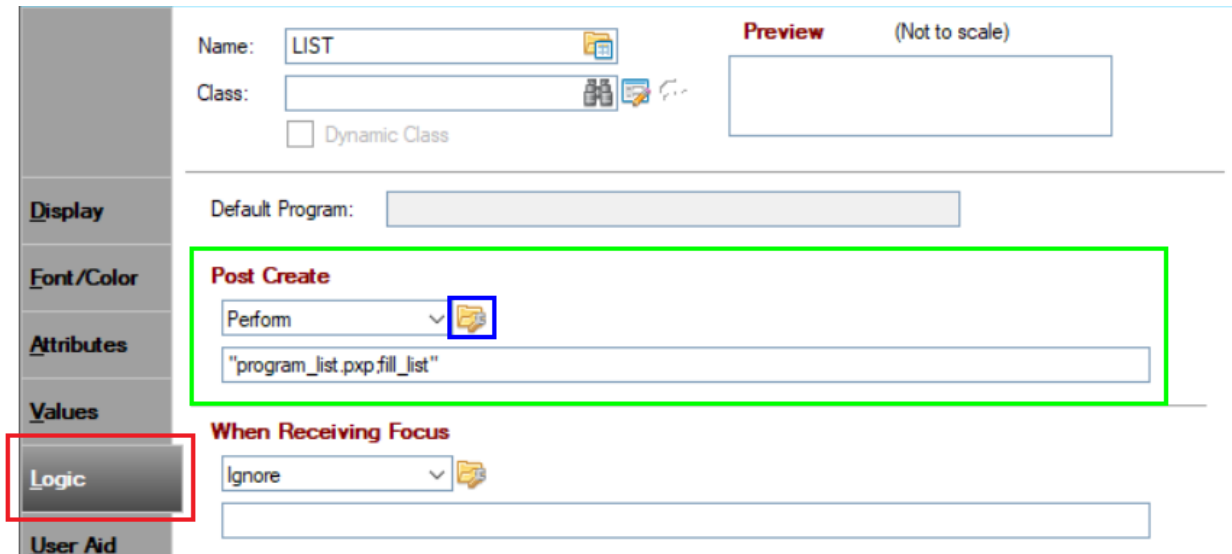 Name: LIST
Preview (Not to scale)
Class:
Dynamic Class
Display
Default Program:
Font/Color
Post Create
Perform
Attributes
"program_list.pxp;fill_list"
Values
When Receiving Focus
Logic
Ignore
User Aid